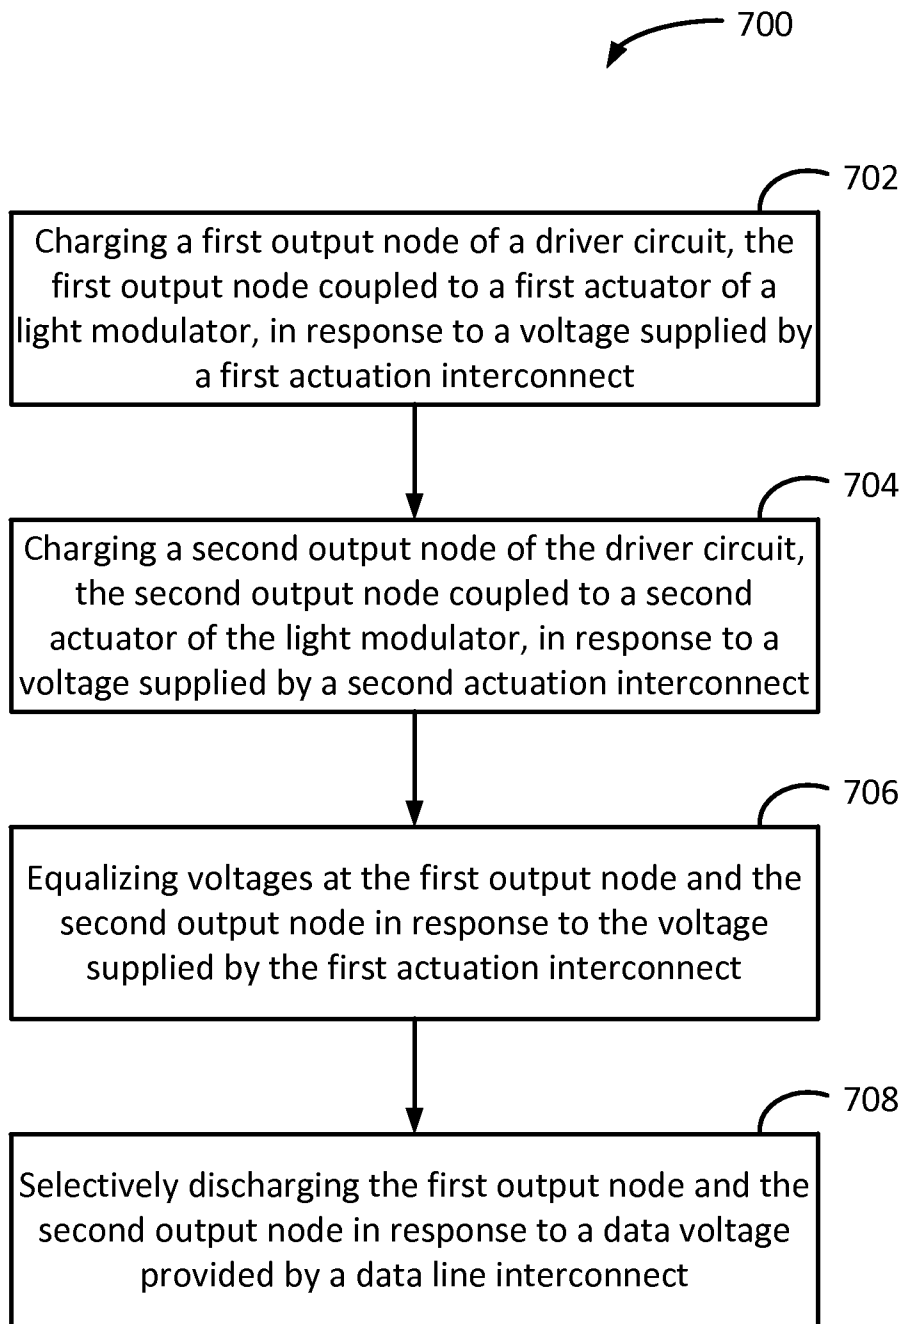 700
702
Charging a first output node of a driver circuit, the
first output node coupled to a first actuator of a
light modulator, in response to a voltage supplied by
a first actuation interconnect
704
Charging a second output node of the driver circuit,
the second output node coupled to a second
actuator of the light modulator, in response to a
voltage supplied by a second actuation interconnect
706
Equalizing voltages at the first output node and the
second output node in response to the voltage
supplied by the first actuation interconnect
708
Selectively discharging the first output node and the
second output node in response to a data voltage
provided by a data line interconnect